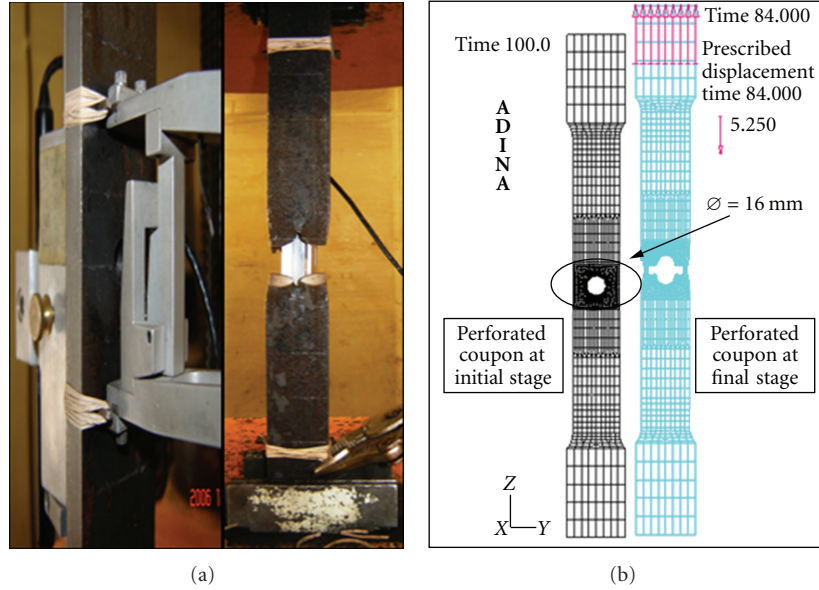 2006 1
(a)
Time 100.0
Time 84.000
Prescribed
displacement
time 84.000
5.250
A
D
I
N
A
∅ = 16 mm
Perforated
coupon at
initial stage
Perforated
coupon at
final stage
Z
X
Y
(b)